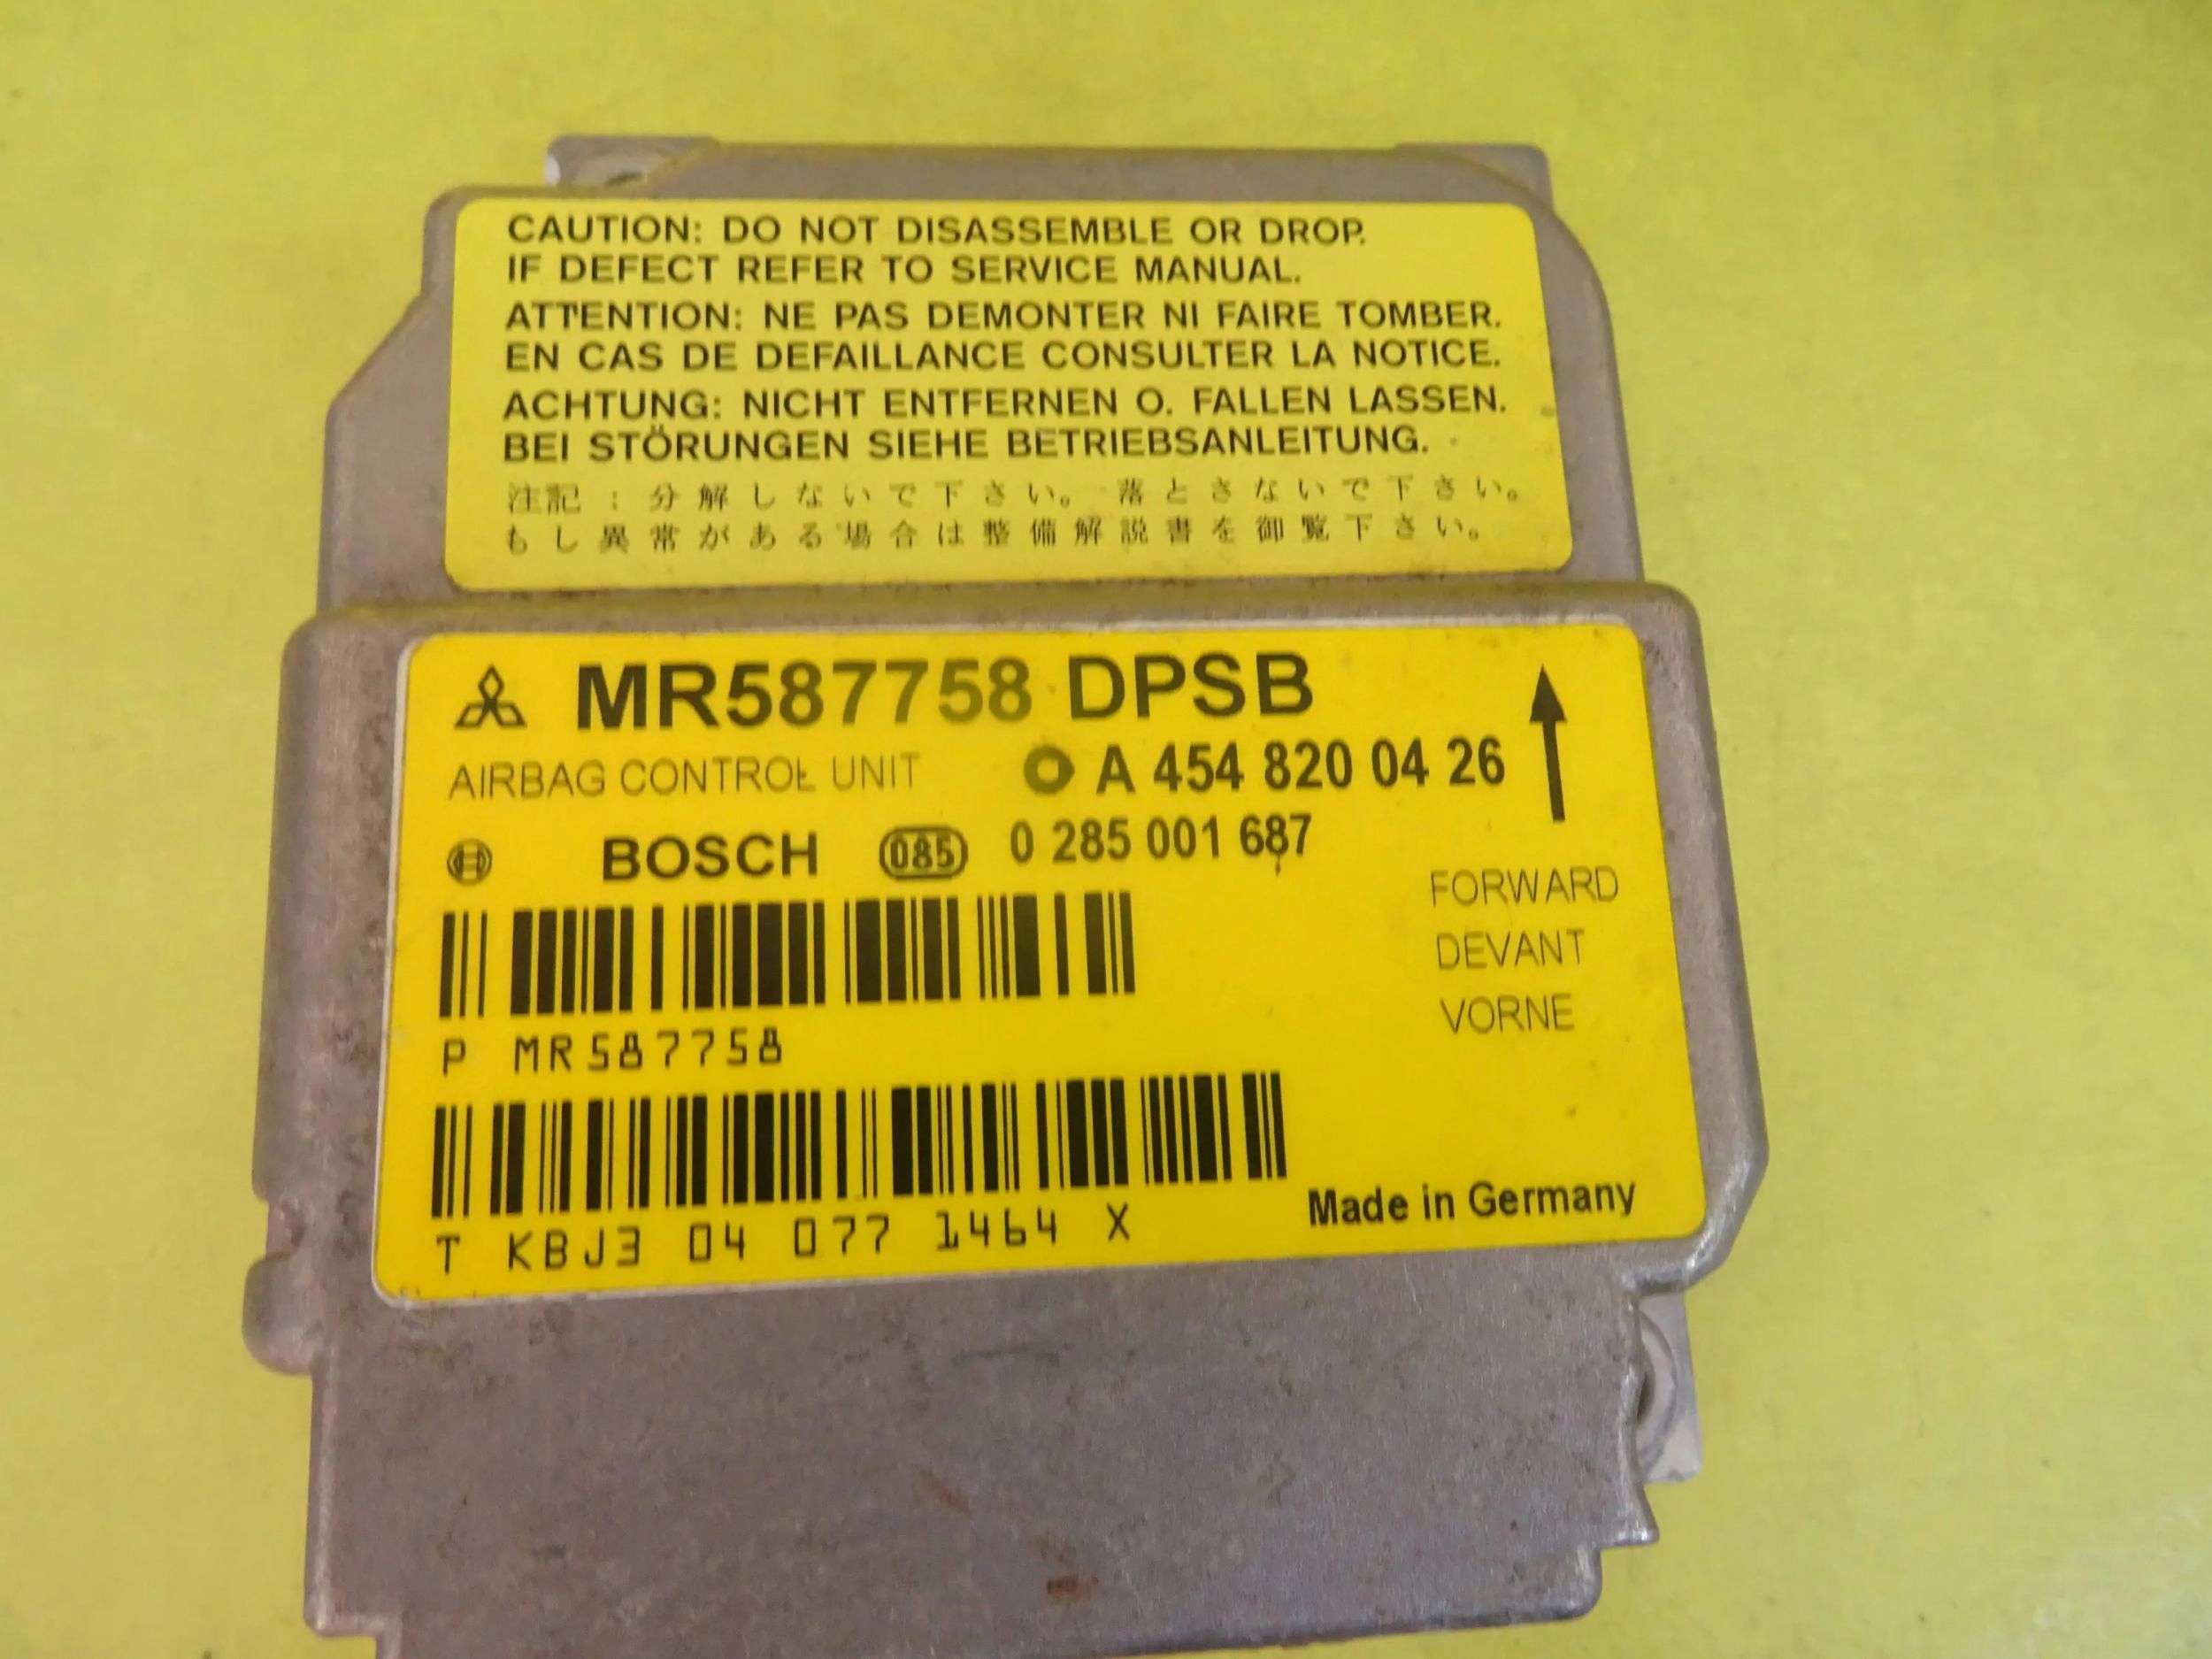 CAUTION: DO NOT DISASSEMBLE OR DROP.
IF DEFECT REFER TO SERVICE MANUAL.
ATTENTION: NE PAS DEMONTER NI FAIRE TOMBER.
EN CAS DE DEFAILLANCE CONSULTER LA NOTICE.
ACHTUNG: NICHT ENTFERNEN O. FALLEN LASSEN.
BEI STÖRUNGEN SIEHE BETRIEBSANLEITUNG.
注記：分解しないで下さい。落とさないで下さい。
もし異常がある場合は整備解説書を御覧下さい。
MR587758 DPSB
AIRBAG CONTROL UNIT A 454 820 04 26
BOSCH 085 0 285 001 687
FORWARD
DEVANT
VORNE
P MR587758
T KBJ3 04 077 1464 X
Made in Germany